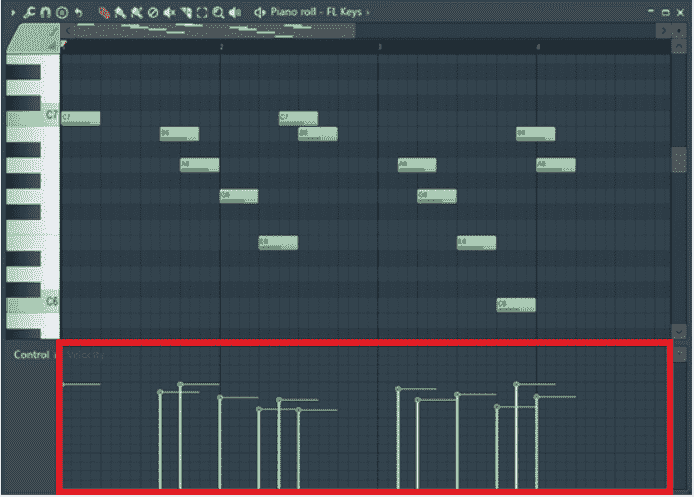 Piano roll - FL Keys
2
3
4
C7
C7
C7
B6
B6
B6
A6
A6
A6
G6
G6
E6
E6
C6
C6
Control
Velocity